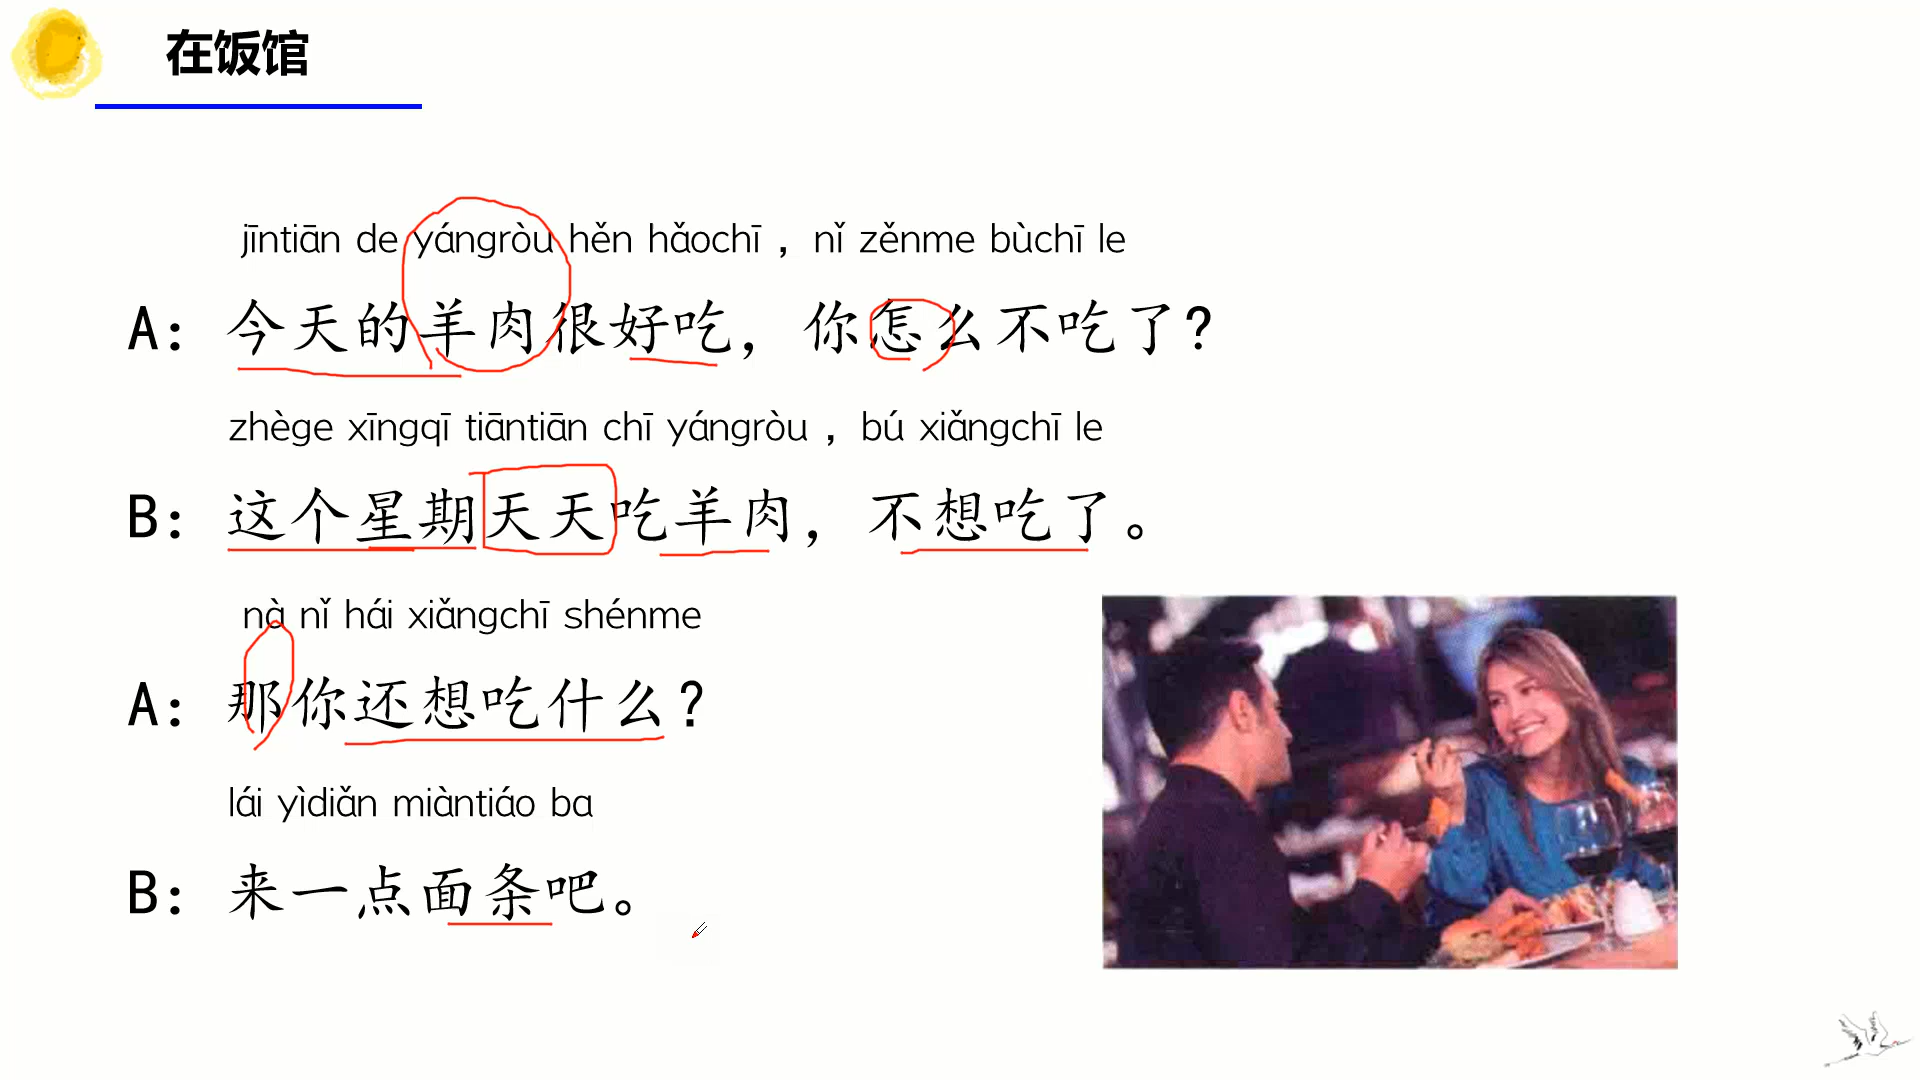 在饭馆
jīntiān de yángròu hěn hǎochī ，nǐ zěnme bùchī le
A：今天的羊肉很好吃，你怎么不吃了?
zhège xīngqī tiāntiān chī yángròu ，bú xiǎngchī le
B：这个星期天天吃羊肉，不想吃了。
nà nǐ hái xiǎngchī shénme
A：那你还想吃什么?
lái yìdiǎn miàntiáo ba
B：来一点面条吧。